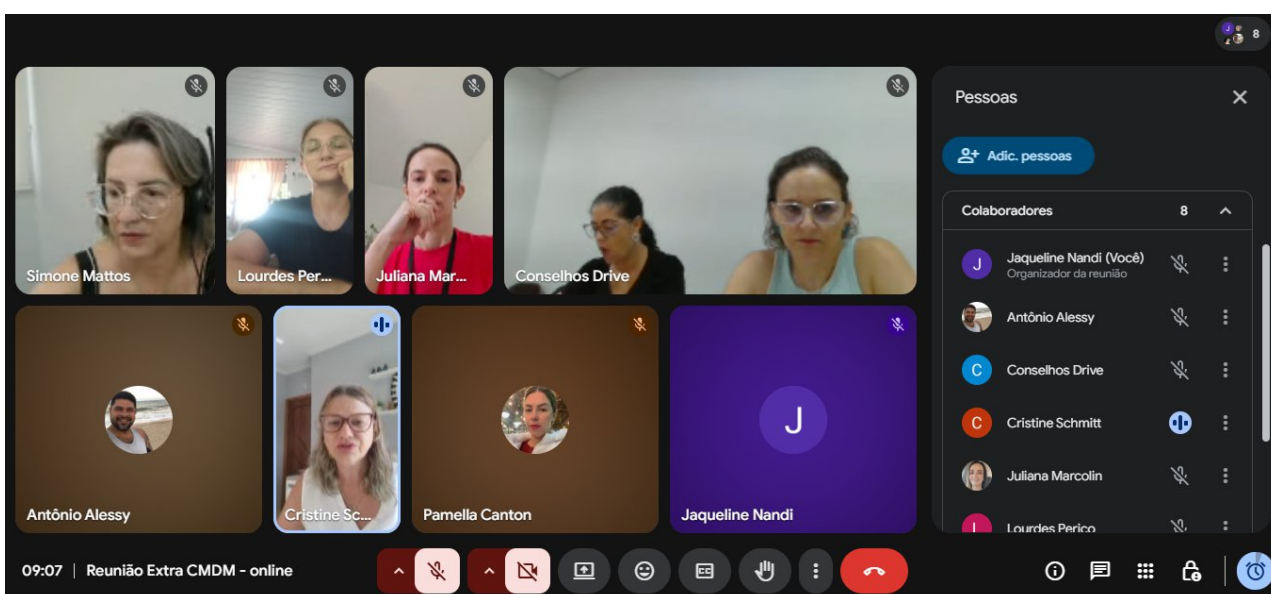 8
Simone Mattos
Lourdes Per...
Juliana Mar...
Conselhos Drive
Antônio Alessy
Cristine Sc...
Pamella Canton
J
Jaqueline Nandi
Pessoas
Adic. pessoas
Colaboradores 8
J Jaqueline Nandi (Você)
Organizador da reunião
Antônio Alessy
C Conselhos Drive
C Cristine Schmitt
Juliana Marcolin
L Lourdes Perico
09:07 | Reunião Extra CMDM - online